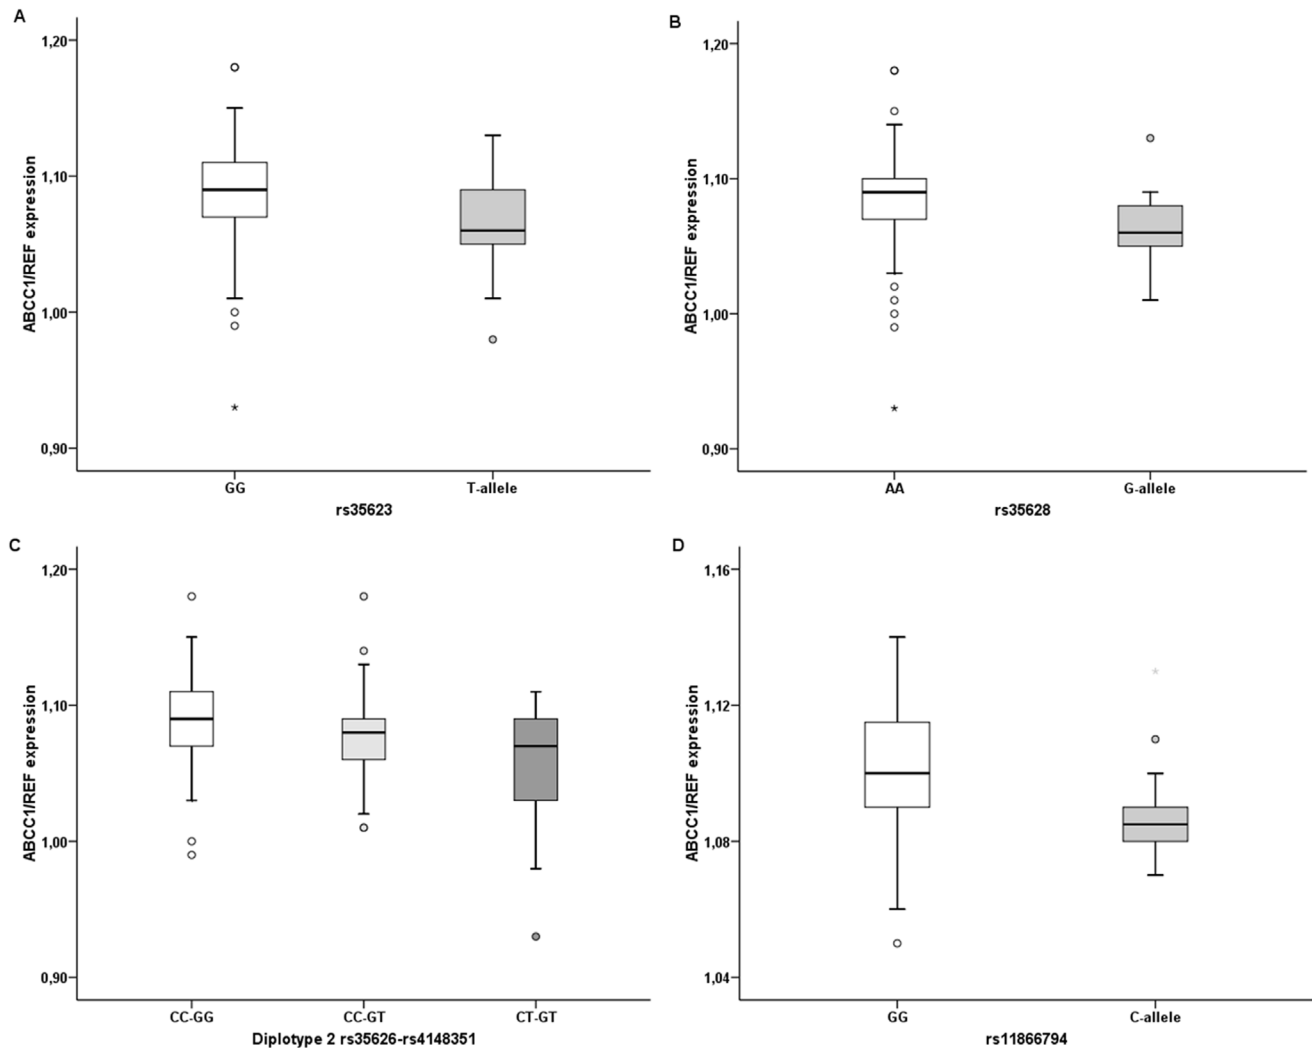 A
ABCC1/REF expression
1,20
1,10
1,00
0,90
GG
T-allele
rs35623
B
ABCC1/REF expression
1,20
1,10
1,00
0,90
AA
G-allele
rs35628
C
ABCC1/REF expression
1,20
1,10
1,00
0,90
CC-GG
CC-GT
CT-GT
Diplotype 2 rs35626-rs4148351
D
ABCC1/REF expression
1,16
1,12
1,08
1,04
GG
C-allele
rs11866794